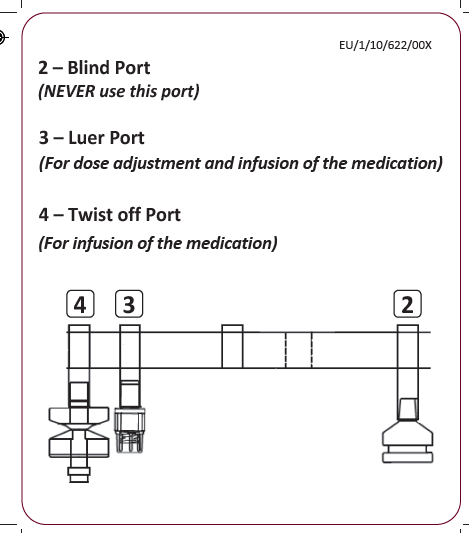 EU/1/10/622/00X
2 – Blind Port
(NEVER use this port)
3 – Luer Port
(For dose adjustment and infusion of the medication)
4 – Twist off Port
(For infusion of the medication)
4 3 2